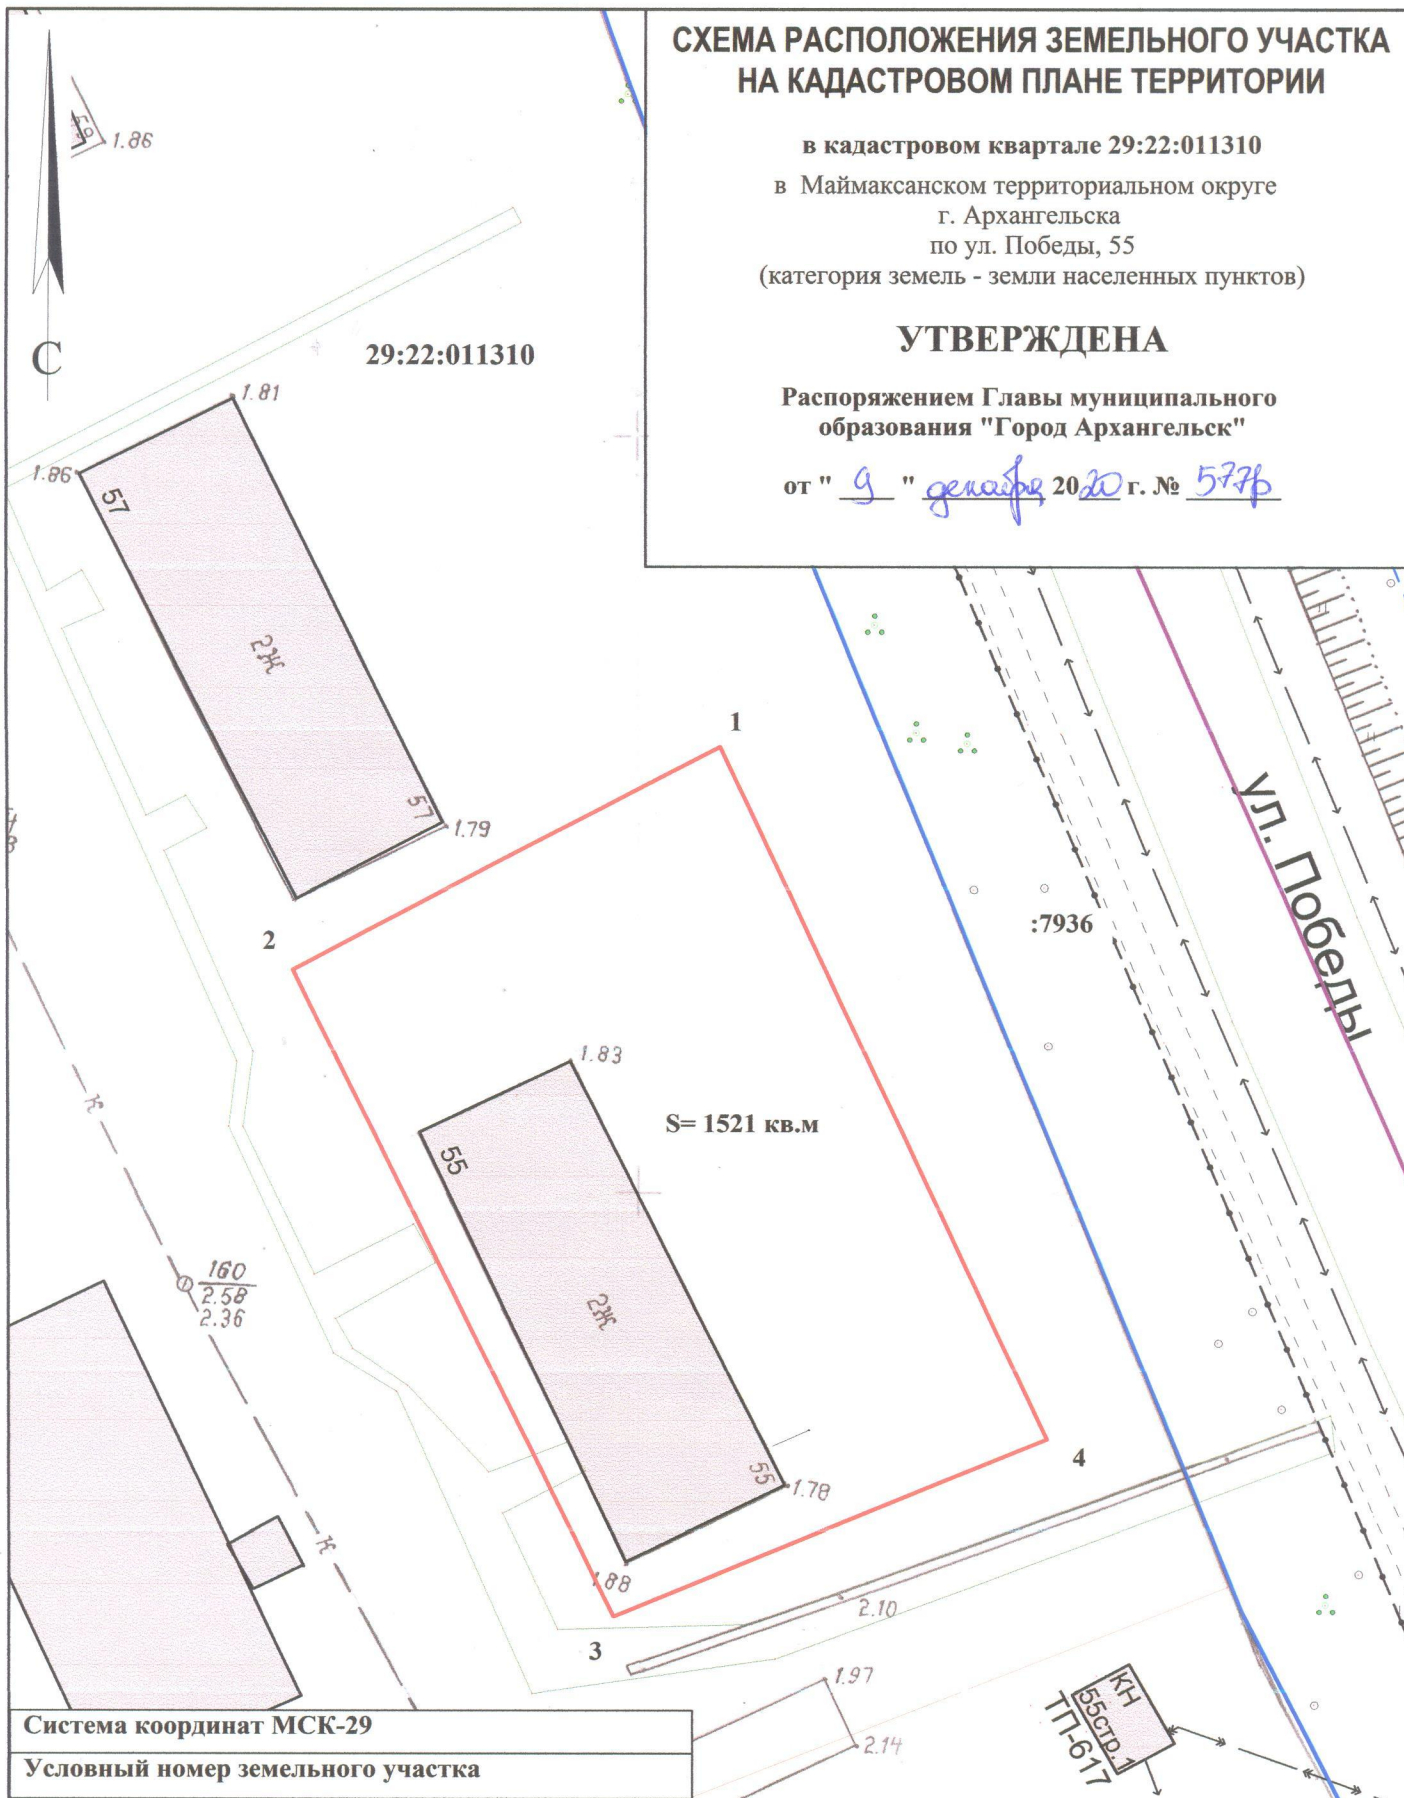 СХЕМА РАСПОЛОЖЕНИЯ ЗЕМЕЛЬНОГО УЧАСТКА
НА КАДАСТРОВОМ ПЛАНЕ ТЕРРИТОРИИ
в кадастровом квартале 29:22:011310
в Маймаксанском территориальном округе
г. Архангельска
по ул. Победы, 55
(категория земель - земли населенных пунктов)
УТВЕРЖДЕНА
Распоряжением Главы муниципального
образования "Город Архангельск"
от " 9 " декабря 2020 г. № 577р
1.86
С
29:22:011310
1.81
1.86
57
2Ж
57
1.79
1
2
ул. Победы
:7936
1.83
S= 1521 кв.м
55
2Ж
55
1.78
1.88
К
160
2.58
2.36
К
4
3
2.10
1.97
2.14
КН
55стр.1
ТП-617
Система координат МСК-29
Условный номер земельного участка